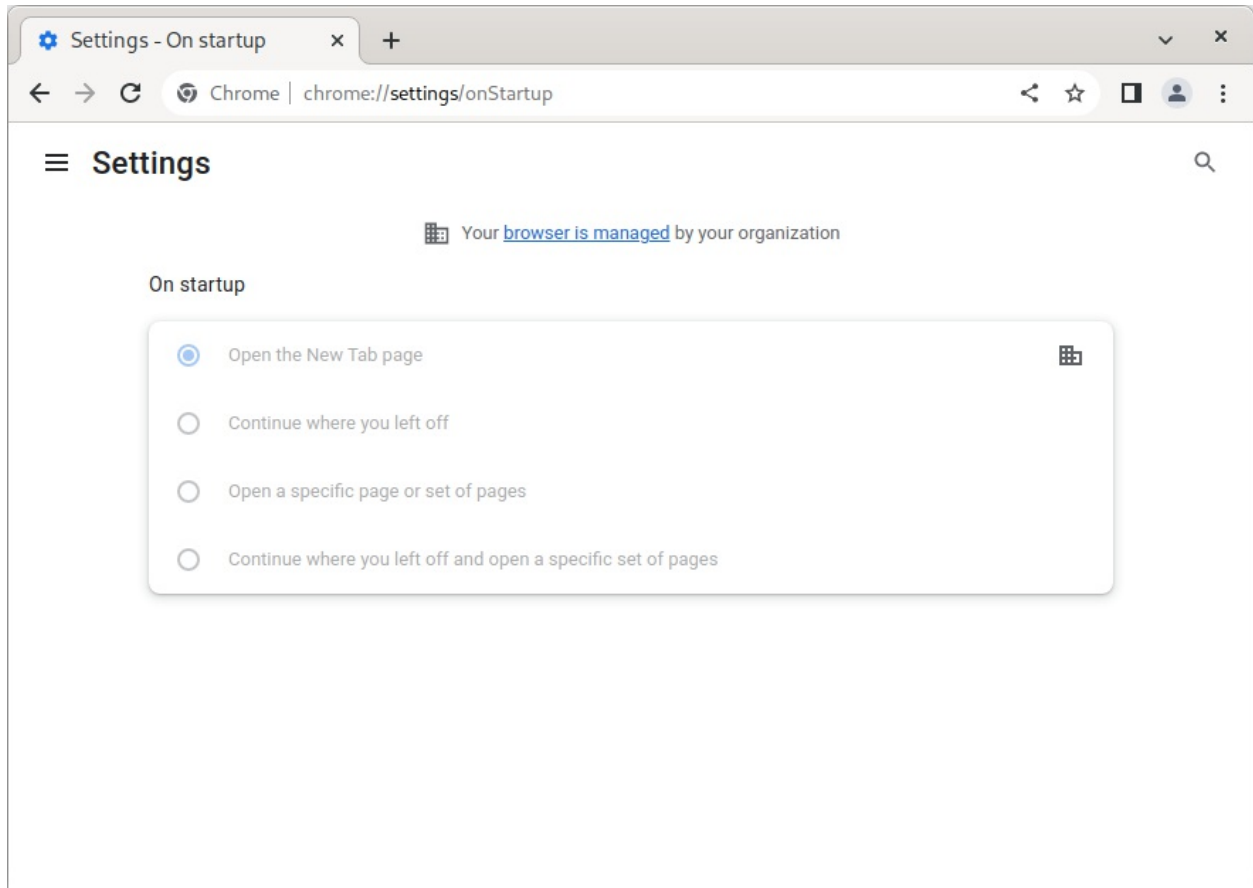 Settings - On startup
Chrome chrome://settings/onStartup
Settings
Your browser is managed by your organization
On startup
Open the New Tab page
Continue where you left off
Open a specific page or set of pages
Continue where you left off and open a specific set of pages